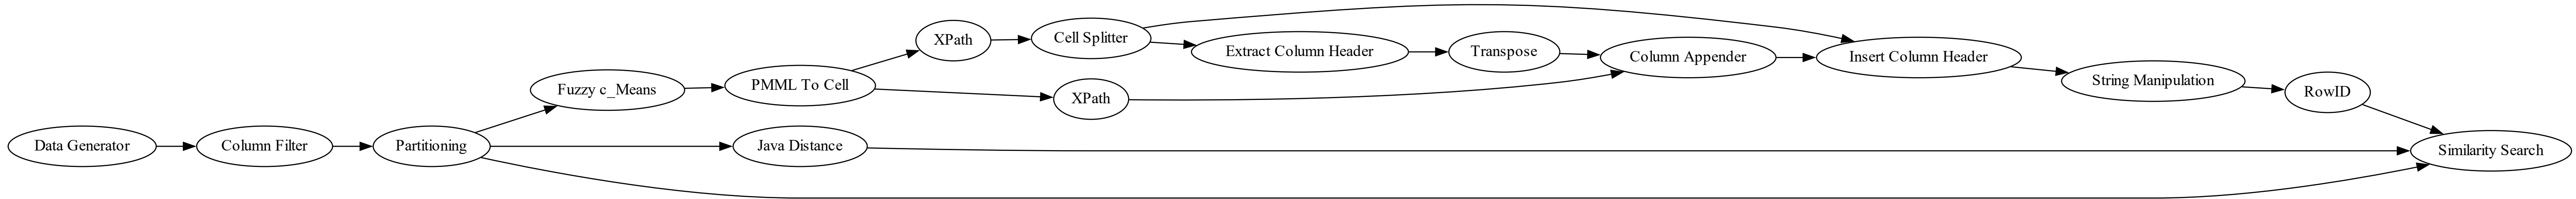 Data Generator
Column Filter
Partitioning
Fuzzy c_Means
Java Distance
PMML To Cell
XPath
XPath
Cell Splitter
Extract Column Header
Transpose
Column Appender
Insert Column Header
String Manipulation
RowID
Similarity Search